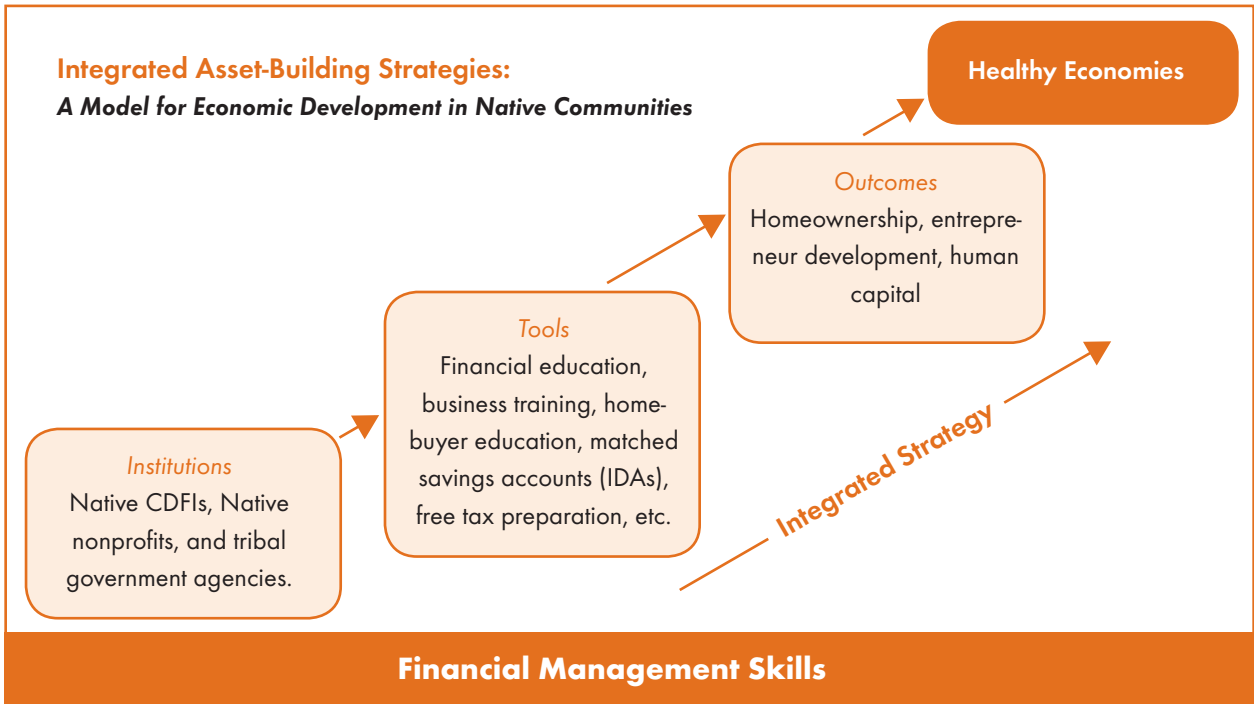 Integrated Asset-Building Strategies:
A Model for Economic Development in Native Communities
Healthy Economies
Outcomes
Homeownership, entrepre-
neur development, human
capital
Tools
Financial education,
business training, home-
buyer education, matched
savings accounts (IDAs),
free tax preparation, etc.
Institutions
Native CDFIs, Native
nonprofits, and tribal
government agencies.
Integrated Strategy
Financial Management Skills